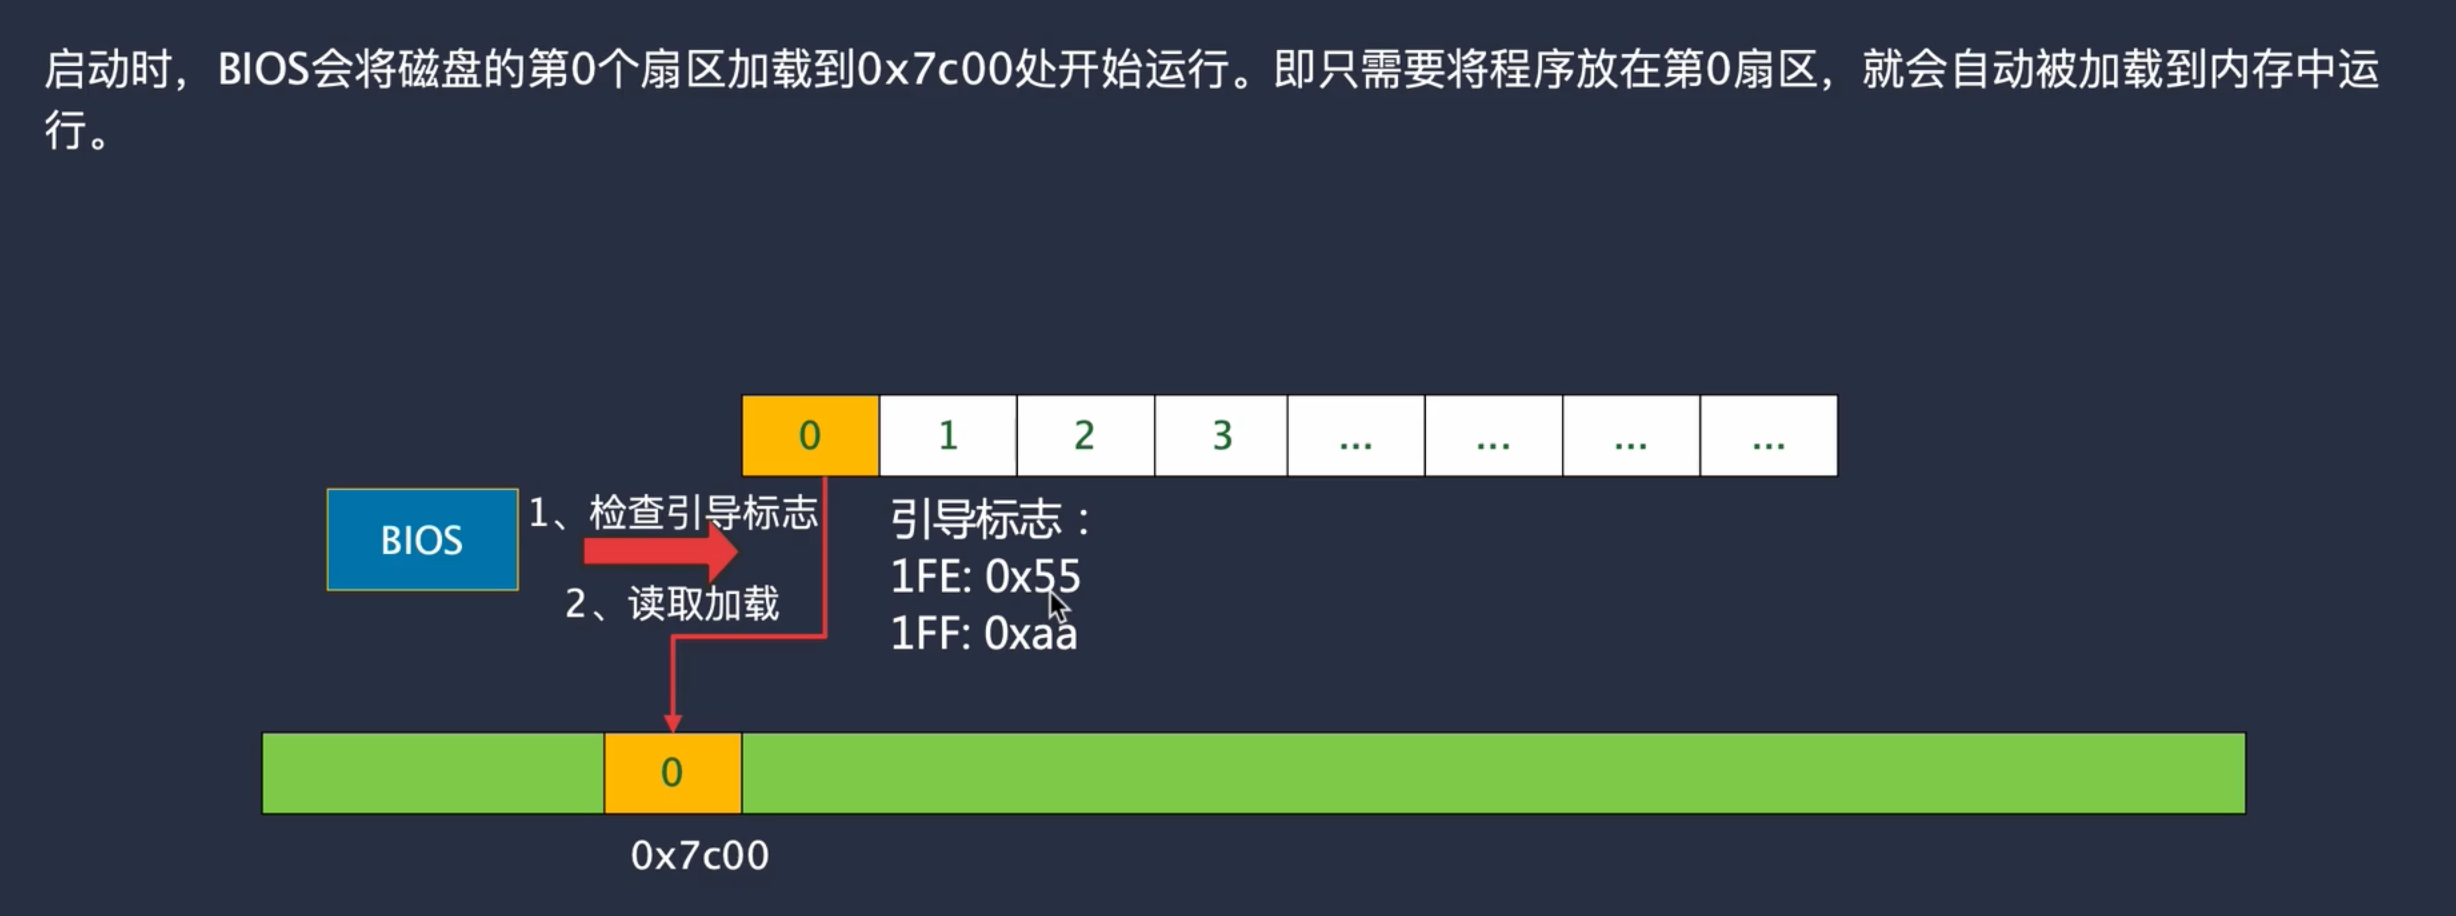 启动时，BIOS会将磁盘的第0个扇区加载到0x7c00处开始运行。即只需要将程序放在第0扇区，就会自动被加载到内存中运
行。
0 1 2 3 ... ... ... ...
BIOS
1、检查引导标志
2、读取加载
引导标志：
1FE: 0x55
1FF: 0xaa
0
0x7c00